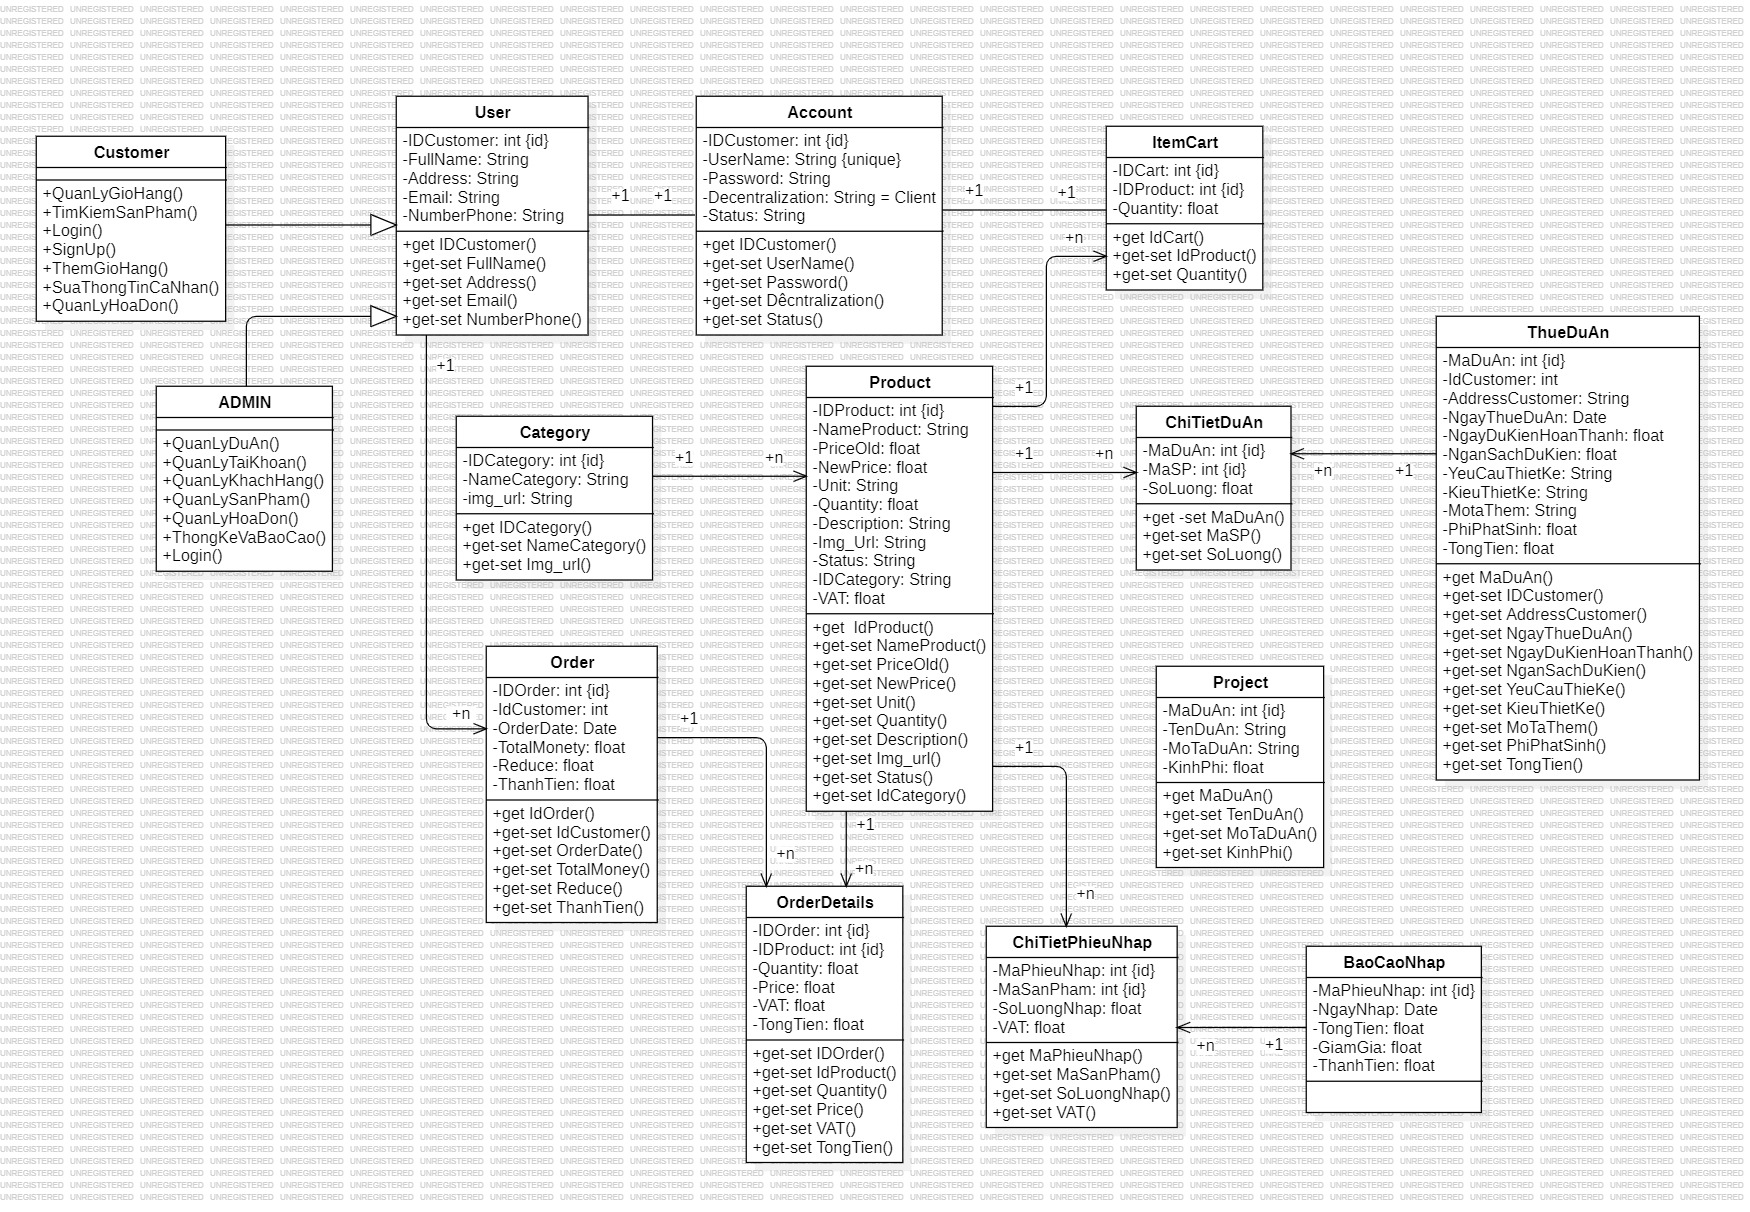 Customer
+QuanLyGioHang()
+TimKiemSanPham()
+Login()
+SignUp()
+ThemGioHang()
+SuaThongTinCaNhan()
+QuanLyHoaDon()
User
-IDCustomer: int {id}
-FullName: String
-Address: String
-Email: String
-NumberPhone: String
+get IDCustomer()
+get-set FullName()
+get-set Address()
+get-set Email()
+get-set NumberPhone()
+1
+1
Account
-IDCustomer: int {id}
-UserName: String {unique}
-Password: String
-Decentralization: String = Client
-Status: String
+get IDCustomer()
+get-set UserName()
+get-set Password()
+get-set Dêcntralization()
+get-set Status()
+1
+1
ItemCart
-IDCart: int {id}
-IDProduct: int {id}
-Quantity: float
+get IdCart()
+get-set IdProduct()
+get-set Quantity()
+n
+1
ADMIN
+QuanLyDuAn()
+QuanLyTaiKhoan()
+QuanLyKhachHang()
+QuanLySanPham()
+QuanLyHoaDon()
+ThongKeVaBaoCao()
+Login()
+1
+n
Category
-IDCategory: int {id}
-NameCategory: String
-img_url: String
+get IDCategory()
+get-set NameCategory()
+get-set Img_url()
+1
+n
Product
-IDProduct: int {id}
-NameProduct: String
-PriceOld: float
-NewPrice: float
-Unit: String
-Quantity: float
-Description: String
-Img_Url: String
-Status: String
-IDCategory: String
-VAT: float
+get  IdProduct()
+get-set NameProduct()
+get-set PriceOld()
+get-set NewPrice()
+get-set Unit()
+get-set Quantity()
+get-set Description()
+get-set Img_url()
+get-set Status()
+get-set IdCategory()
+1
+n
ChiTietDuAn
-MaDuAn: int {id}
-MaSP: int {id}
-SoLuong: float
+get -set MaDuAn()
+get-set MaSP()
+get-set SoLuong()
+n
+1
ThueDuAn
-MaDuAn: int {id}
-IdCustomer: int
-AddressCustomer: String
-NgayThueDuAn: Date
-NgayDuKienHoanThanh: float
-NganSachDuKien: float
-YeuCauThietKe: String
-KieuThietKe: String
-MotaThem: String
-PhiPhatSinh: float
-TongTien: float
+get MaDuAn()
+get-set IDCustomer()
+get-set AddressCustomer()
+get-set NgayThueDuAn()
+get-set NgayDuKienHoanThanh()
+get-set NganSachDuKien()
+get-set YeuCauThieKe()
+get-set KieuThietKe()
+get-set MoTaThem()
+get-set PhiPhatSinh()
+get-set TongTien()
Order
-IDOrder: int {id}
-IdCustomer: int
-OrderDate: Date
-TotalMonety: float
-Reduce: float
-ThanhTien: float
+get IdOrder()
+get-set IdCustomer()
+get-set OrderDate()
+get-set TotalMoney()
+get-set Reduce()
+get-set ThanhTien()
+1
+n
+1
+n
OrderDetails
-IDOrder: int {id}
-IDProduct: int {id}
-Quantity: float
-Price: float
-VAT: float
-TongTien: float
+get-set IDOrder()
+get-set IdProduct()
+get-set Quantity()
+get-set Price()
+get-set VAT()
+get-set TongTien()
Project
-MaDuAn: int {id}
-TenDuAn: String
-MoTaDuAn: String
-KinhPhi: float
+get MaDuAn()
+get-set TenDuAn()
+get-set MoTaDuAn()
+get-set KinhPhi()
+1
+n
ChiTietPhieuNhap
-MaPhieuNhap: int {id}
-MaSanPham: int {id}
-SoLuongNhap: float
-VAT: float
+get MaPhieuNhap()
+get-set MaSanPham()
+get-set SoLuongNhap()
+get-set VAT()
+n
+1
BaoCaoNhap
-MaPhieuNhap: int {id}
-NgayNhap: Date
-TongTien: float
-GiamGia: float
-ThanhTien: float
UNREGISTERED